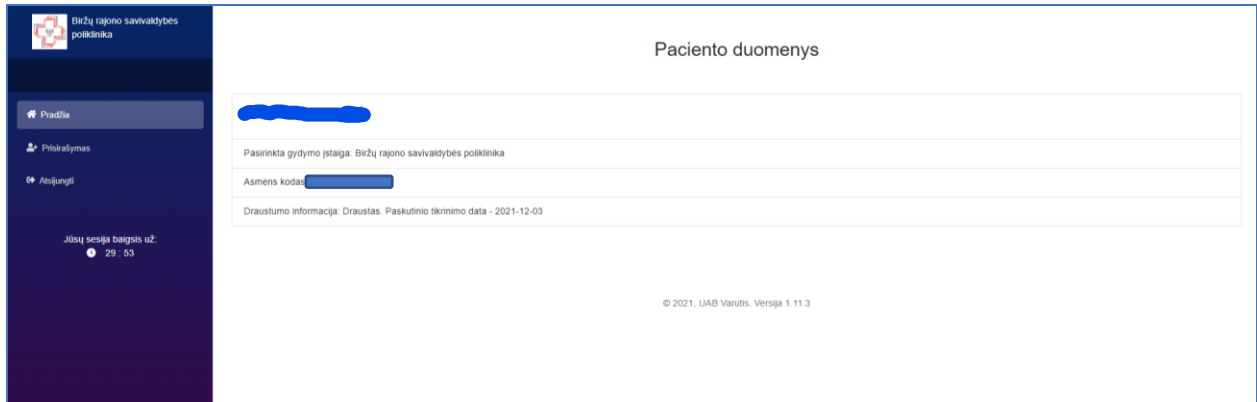 Biržų rajono savivaldybės
poliklinika
Pradžia
Prisirašymas
Atsijungti
Jūsų sesija baigsis už:
29 : 53
Paciento duomenys
Pasirinkta gydymo įstaiga: Biržų rajono savivaldybės poliklinika
Asmens kodas
Draustumo informacija: Draustas. Paskutinio tikrinimo data - 2021-12-03
© 2021, UAB Varutis. Versija 1.11.3